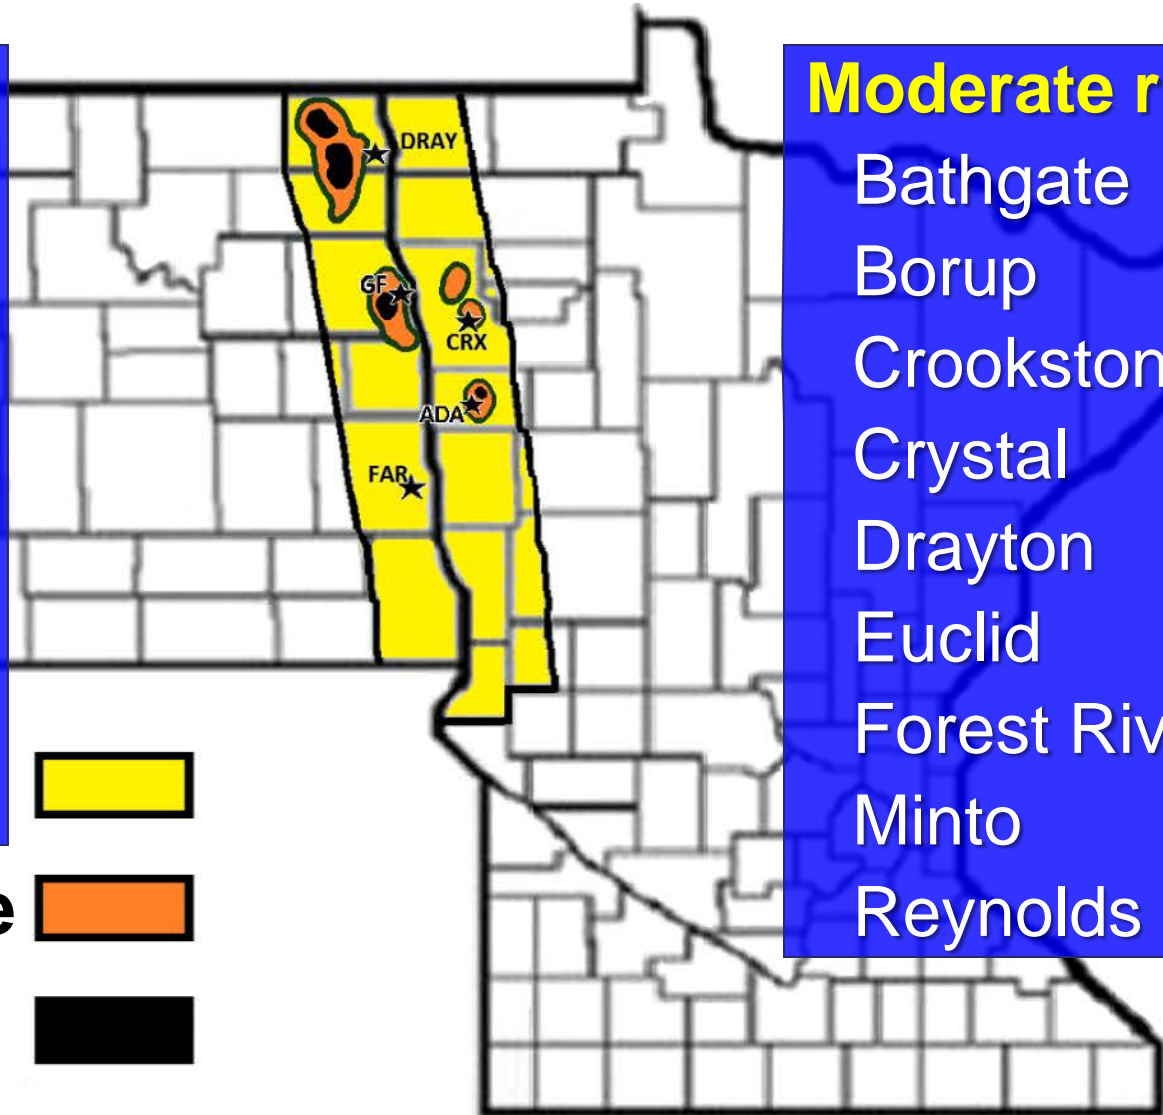 Moderate r
Bathgate
Borup
Crookston
Crystal
Drayton
Euclid
Forest Riv
Minto
Reynolds
DRAY
GF
CRX
ADA
FAR
e